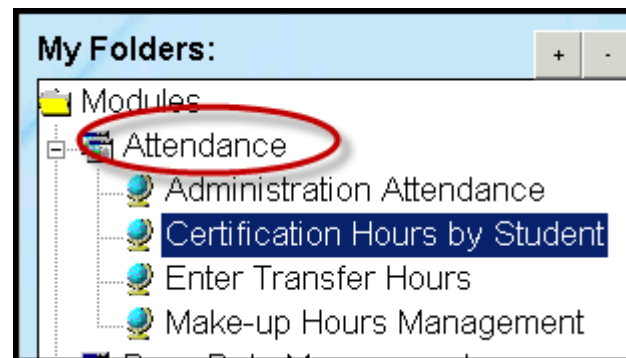 My Folders:
+ -
Modules
Attendance
Administration Attendance
Certification Hours by Student
Enter Transfer Hours
Make-up Hours Management